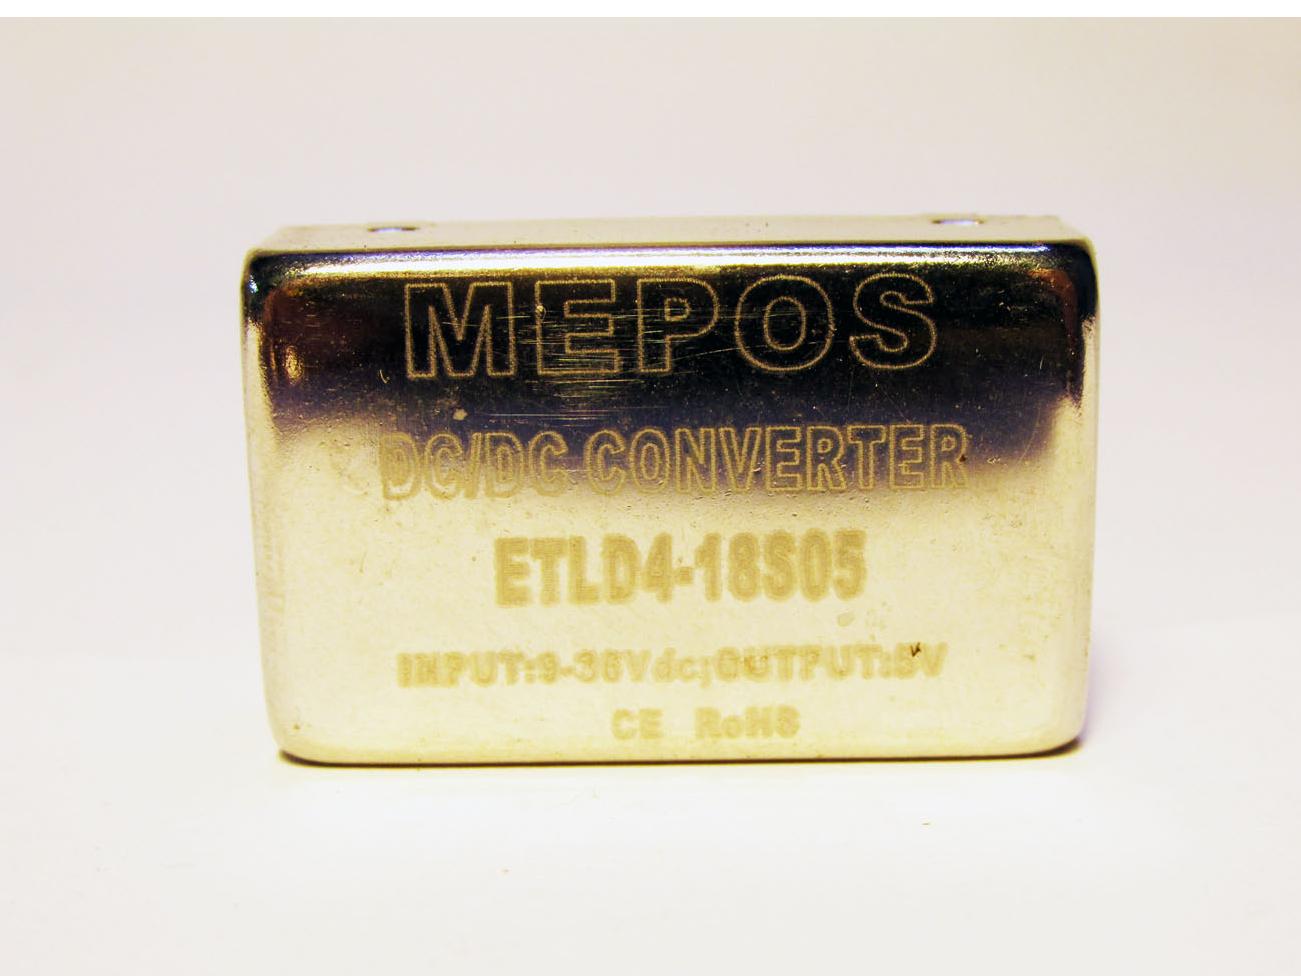 MEPOS
DC/DC CONVERTER
ETLD4-18S05
INPUT:9-36Vdc;OUTPUT:5V
CE RoHS